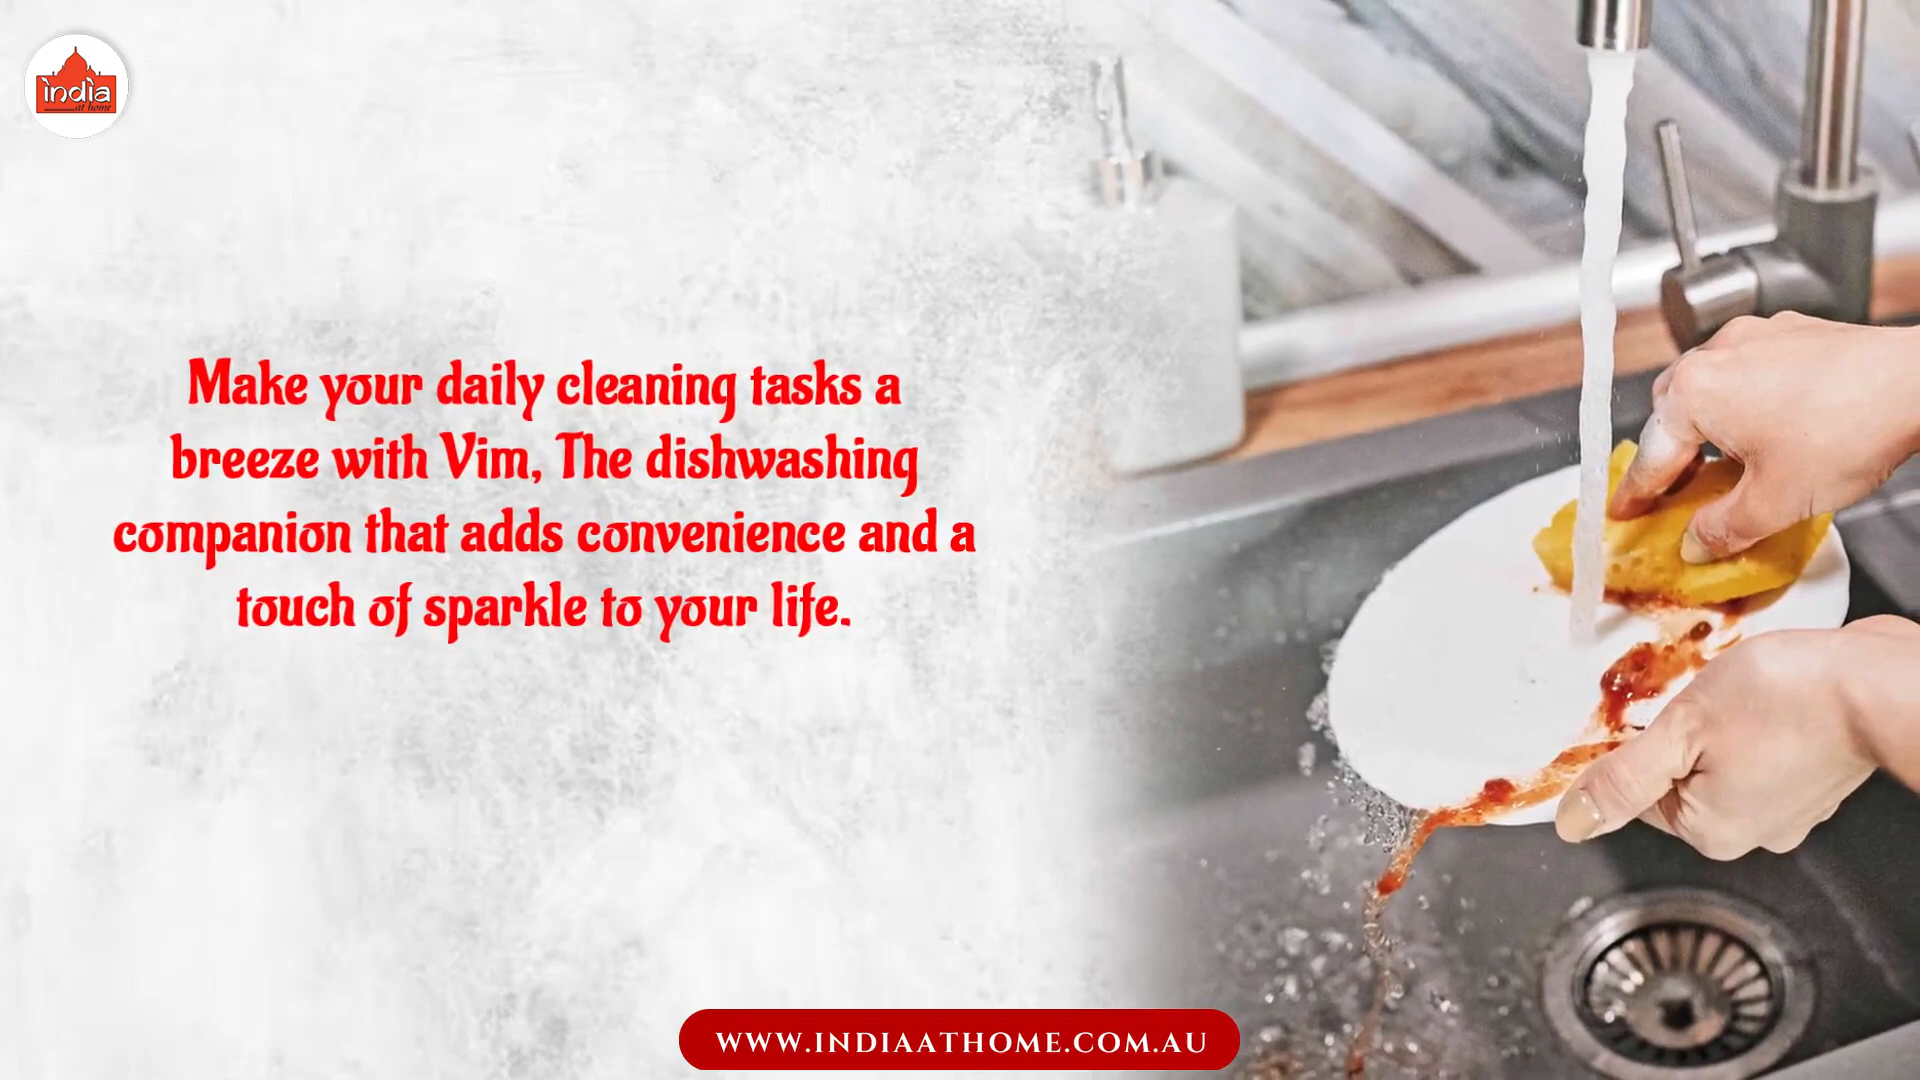 india
at home
Make your daily cleaning tasks a
breeze with Vim, The dishwashing
companion that adds convenience and a
touch of sparkle to your life.
WWW.INDIAATHOME.COM.AU